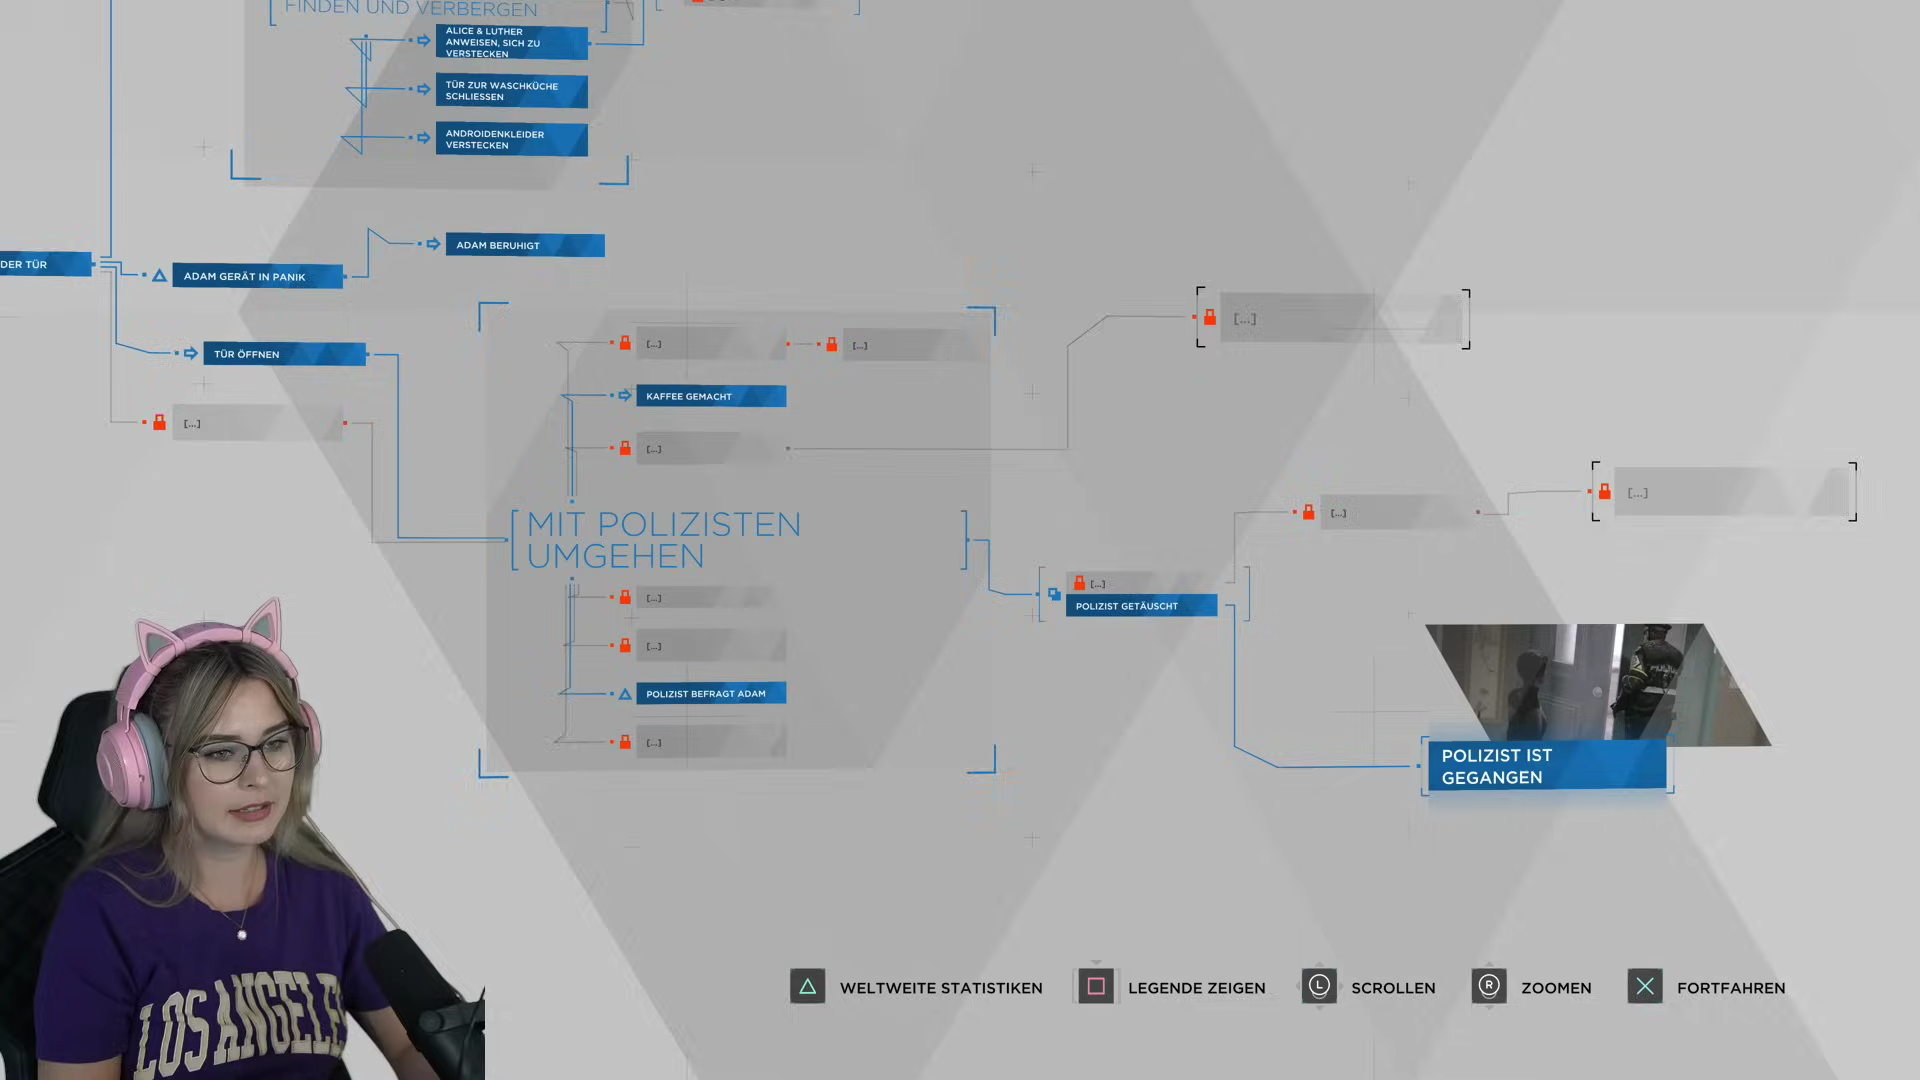 FINDEN UND VERBERGEN
ALICE & LUTHER
ANWEISEN, SICH ZU
VERSTECKEN
TÜR ZUR WASCHKÜCHE
SCHLIESSEN
ANDROIDENKLEIDER
VERSTECKEN
DER TÜR
ADAM GERÄT IN PANIK
ADAM BERUHIGT
TÜR ÖFFNEN
[...]
[...]
[...]
KAFFEE GEMACHT
[...]
[...]
MIT POLIZISTEN
UMGEHEN
[...]
[...]
POLIZIST BEFRAGT ADAM
[...]
[...]
POLIZIST GETÄUSCHT
[...]
[...]
POLIZIST IST
GEGANGEN
LOS ANGELE
WELTWEITE STATISTIKEN
LEGENDE ZEIGEN
L
SCROLLEN
R
ZOOMEN
FORTFAHREN